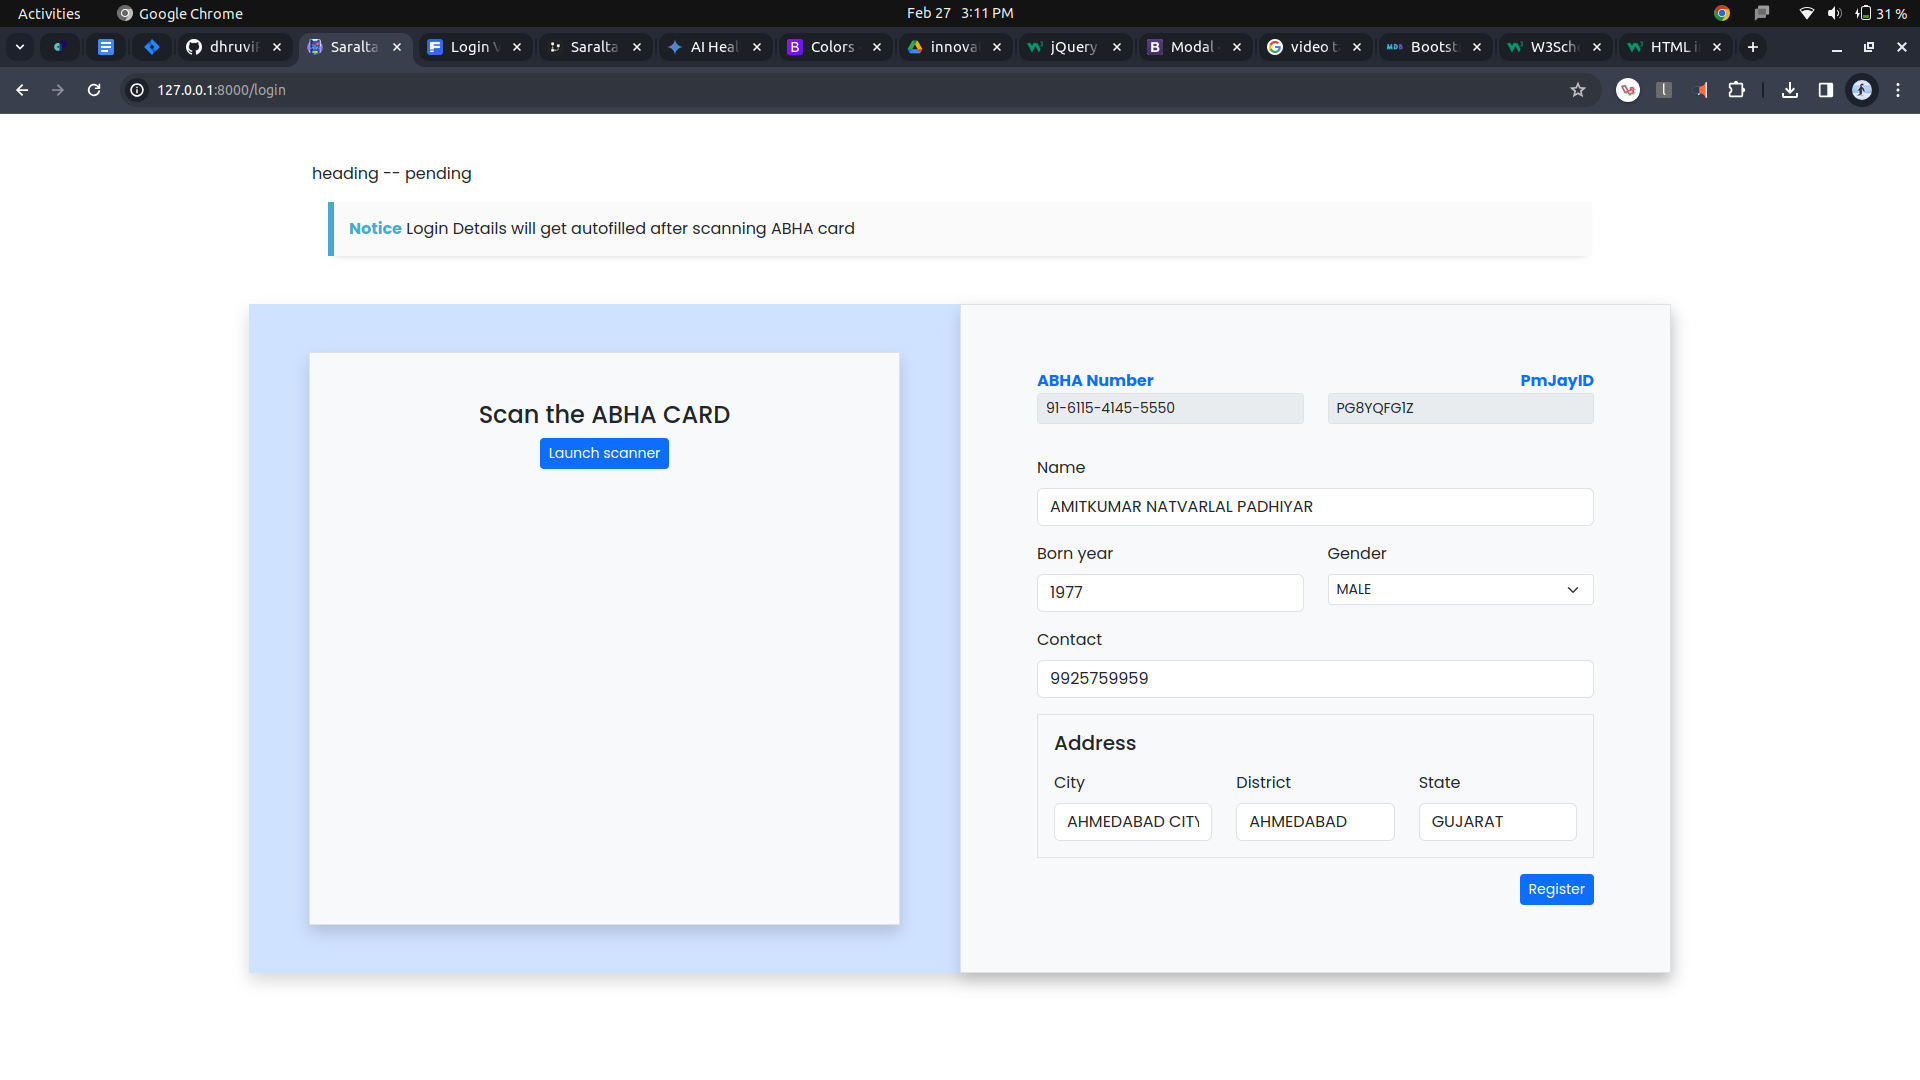 Activities Google Chrome Feb 27 3:11 PM 31 %
dhruvi Saralta Login Saralta AI Heal Colors innova jQuery Modal video t Bootst W3Sch HTML i
127.0.0.1:8000/login
heading -- pending
Notice Login Details will get autofilled after scanning ABHA card
Scan the ABHA CARD
Launch scanner
ABHA Number PmJayID
91-6115-4145-5550 PG8YQFG1Z
Name
AMITKUMAR NATVARLAL PADHIYAR
Born year Gender
1977 MALE
Contact
9925759959
Address
City District State
AHMEDABAD CITY AHMEDABAD GUJARAT
Register